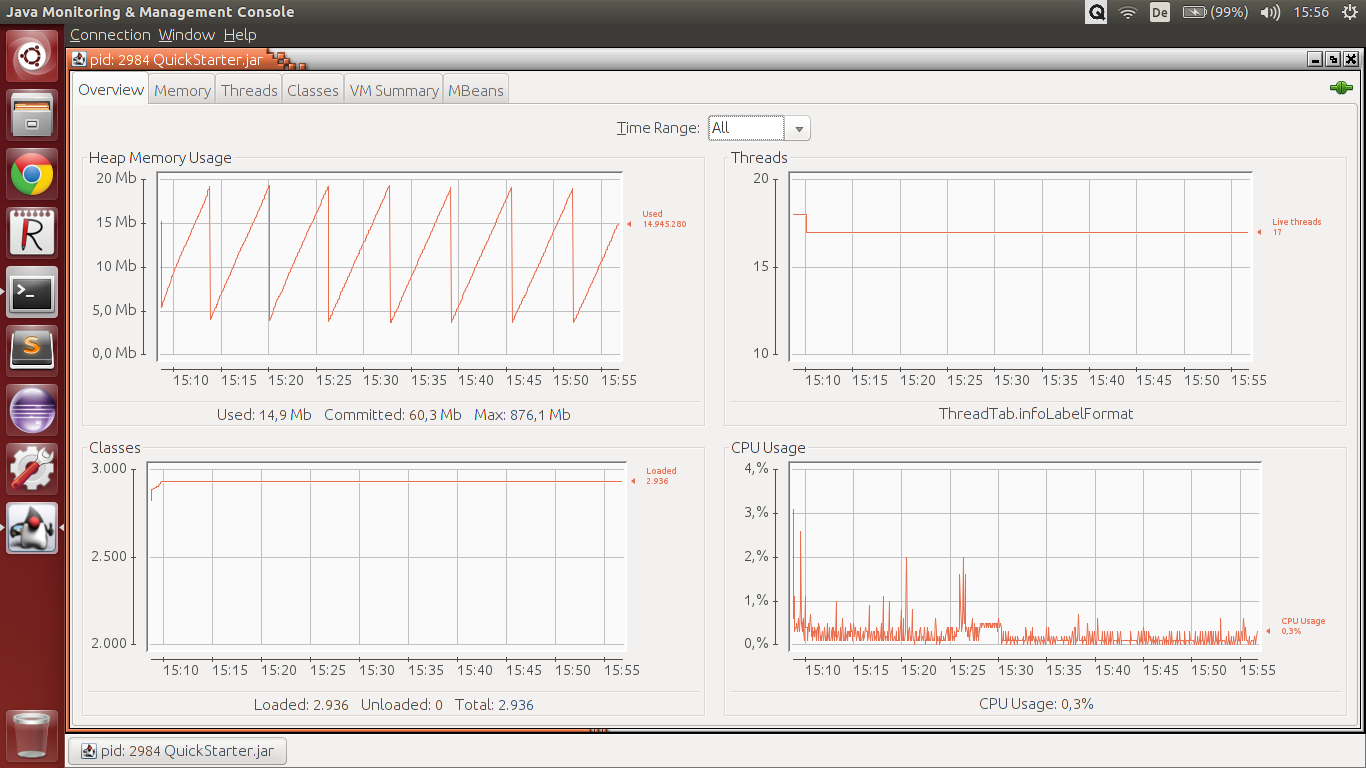 Java Monitoring & Management Console
De
(99%)
15:56
Connection Window Help
pid: 2984 QuickStarter.jar
Overview Memory Threads Classes VM Summary MBeans
Time Range: All
Heap Memory Usage
20 Mb
15 Mb
10 Mb
5,0 Mb
0,0 Mb
Used
14.945.280
15:10 15:15 15:20 15:25 15:30 15:35 15:40 15:45 15:50 15:55
Used: 14,9 Mb Committed: 60,3 Mb Max: 876,1 Mb
Threads
20
15
10
Live threads
17
15:10 15:15 15:20 15:25 15:30 15:35 15:40 15:45 15:50 15:55
ThreadTab.infoLabelFormat
Classes
3.000
2.500
2.000
Loaded
2.936
15:10 15:15 15:20 15:25 15:30 15:35 15:40 15:45 15:50 15:55
Loaded: 2.936 Unloaded: 0 Total: 2.936
CPU Usage
4,%
3,%
2,%
1,%
0,%
CPU Usage
0,3%
15:10 15:15 15:20 15:25 15:30 15:35 15:40 15:45 15:50 15:55
CPU Usage: 0,3%
pid: 2984 QuickStarter.jar